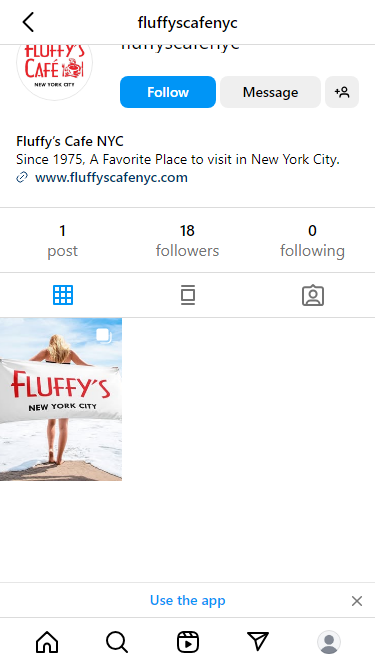 fluffyscafenyc
fluffyscafenyc
FLUFFY'S
CAFÉ
NEW YORK CITY
Follow
Message
Fluffy's Cafe NYC
Since 1975, A Favorite Place to visit in New York City.
www.fluffyscafenyc.com
1
post
18
followers
0
following
FLUFFY'S
NEW YORK CITY
Use the app